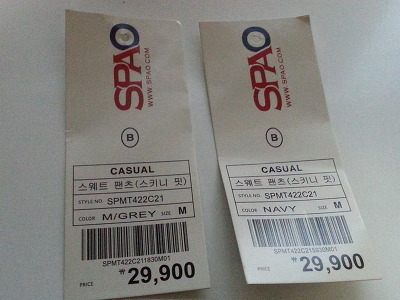 SPAO
WWW.SPAO.COM
B
CASUAL
스웨트 팬츠(스키니 핏)
STYLE NO. SPMT422C21
COLOR M/GREY SIZE M
SPMT422C211830M01
PRICE ₩29,900
SPAO
WWW.SPAO.COM
B
CASUAL
스웨트 팬츠(스키니 핏)
STYLE NO. SPMT422C21
COLOR NAVY SIZE M
PRICE ₩29,900